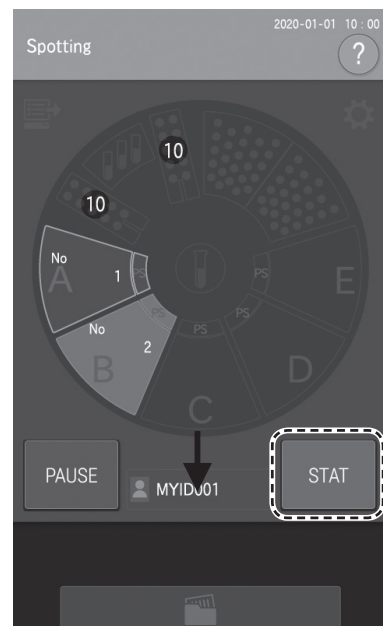 2020-01-01 10:00
Spotting
?
10
10
No
A
1
PS
PS
E
No
B
2
PS
PS
PS
D
C
PAUSE
MYID001
STAT